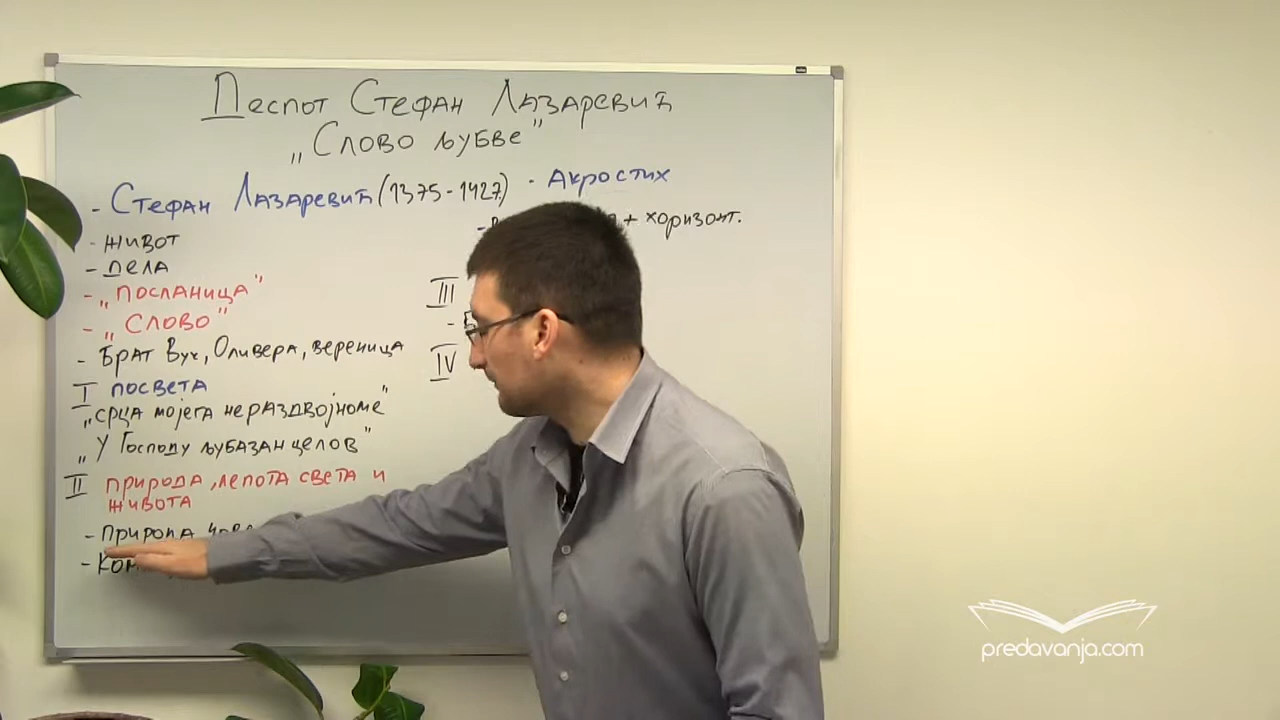 Деспот Стефан Лазаревић
„Слово љубве"
- Стефан Лазаревић (1375-1427)
- живот
- дела
- „Посланица"
- „Слово"
- Брат Вук, Оливера, вереница
I посвета
„срца мојега нераздвојноме"
„У Господу љубазан целов"
II природа, лепота света и
живота
- природа
- Акростих
+ хоризонт.
III
IV
predavanja.com